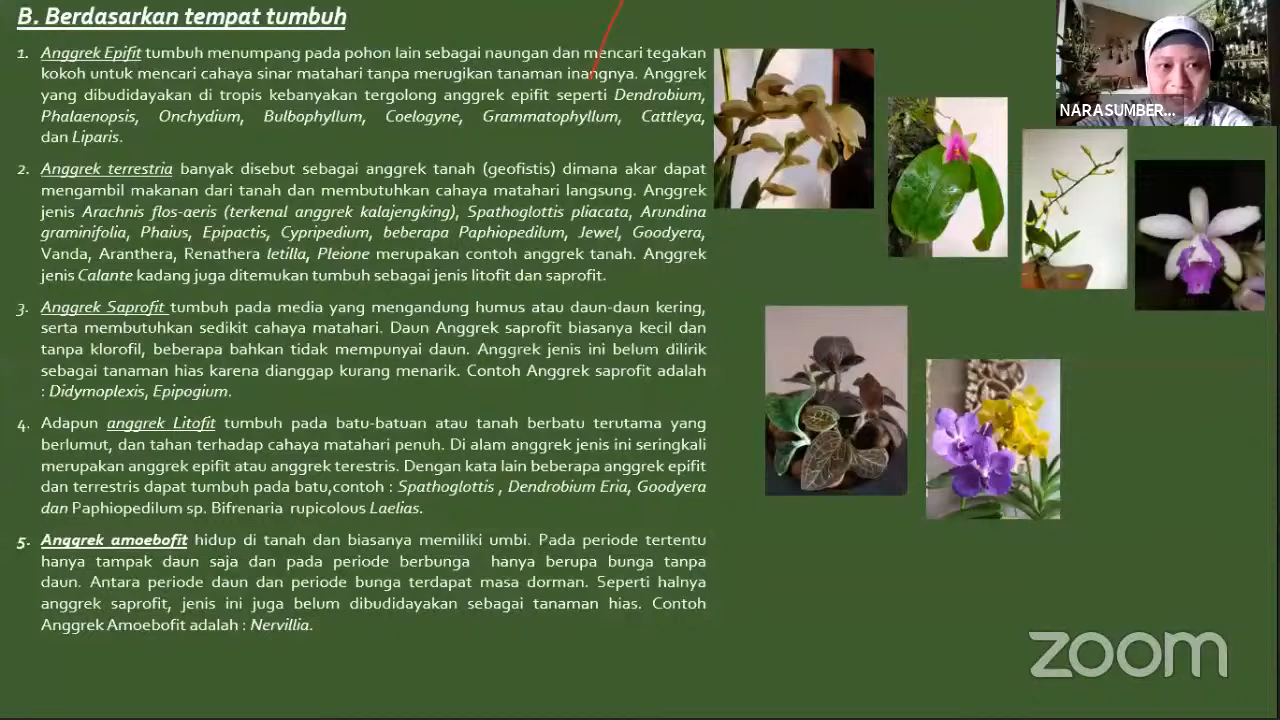 B. Berdasarkan tempat tumbuh
1. Anggrek Epifit tumbuh menumpang pada pohon lain sebagai naungan dan mencari tegakan
kokoh untuk mencari cahaya sinar matahari tanpa merugikan tanaman inangnya. Anggrek
yang dibudidayakan di tropis kebanyakan tergolong anggrek epifit seperti Dendrobium,
Phalaenopsis, Onchydium, Bulbophyllum, Coelogyne, Grammatophyllum, Cattleya,
dan Liparis.
2. Anggrek terrestria banyak disebut sebagai anggrek tanah (geofistis) dimana akar dapat
mengambil makanan dari tanah dan membutuhkan cahaya matahari langsung. Anggrek
jenis Arachnis flos-aeris (terkenal anggrek kalajengking), Spathoglottis pliacata, Arundina
graminifolia, Phaius, Epipactis, Cypripedium, beberapa Paphiopedilum, Jewel, Goodyera,
Vanda, Aranthera, Renathera letilla, Pleione merupakan contoh anggrek tanah. Anggrek
jenis Calante kadang juga ditemukan tumbuh sebagai jenis litofit dan saprofit.
3. Anggrek Saprofit tumbuh pada media yang mengandung humus atau daun-daun kering,
serta membutuhkan sedikit cahaya matahari. Daun Anggrek saprofit biasanya kecil dan
tanpa klorofil, beberapa bahkan tidak mempunyai daun. Anggrek jenis ini belum dilirik
sebagai tanaman hias karena dianggap kurang menarik. Contoh Anggrek saprofit adalah
: Didymoplexis, Epipogium.
4. Adapun anggrek Litofit tumbuh pada batu-batuan atau tanah berbatu terutama yang
berlumut, dan tahan terhadap cahaya matahari penuh. Di alam anggrek jenis ini seringkali
merupakan anggrek epifit atau anggrek terestris. Dengan kata lain beberapa anggrek epifit
dan terrestris dapat tumbuh pada batu,contoh : Spathoglottis , Dendrobium Eria, Goodyera
dan Paphiopedilum sp. Bifrenaria rupicolous Laelias.
5. Anggrek amoebofit hidup di tanah dan biasanya memiliki umbi. Pada periode tertentu
hanya tampak daun saja dan pada periode berbunga hanya berupa bunga tanpa
daun. Antara periode daun dan periode bunga terdapat masa dorman. Seperti halnya
anggrek saprofit, jenis ini juga belum dibudidayakan sebagai tanaman hias. Contoh
Anggrek Amoebofit adalah : Nervillia.
NARASUMBER...
zoom